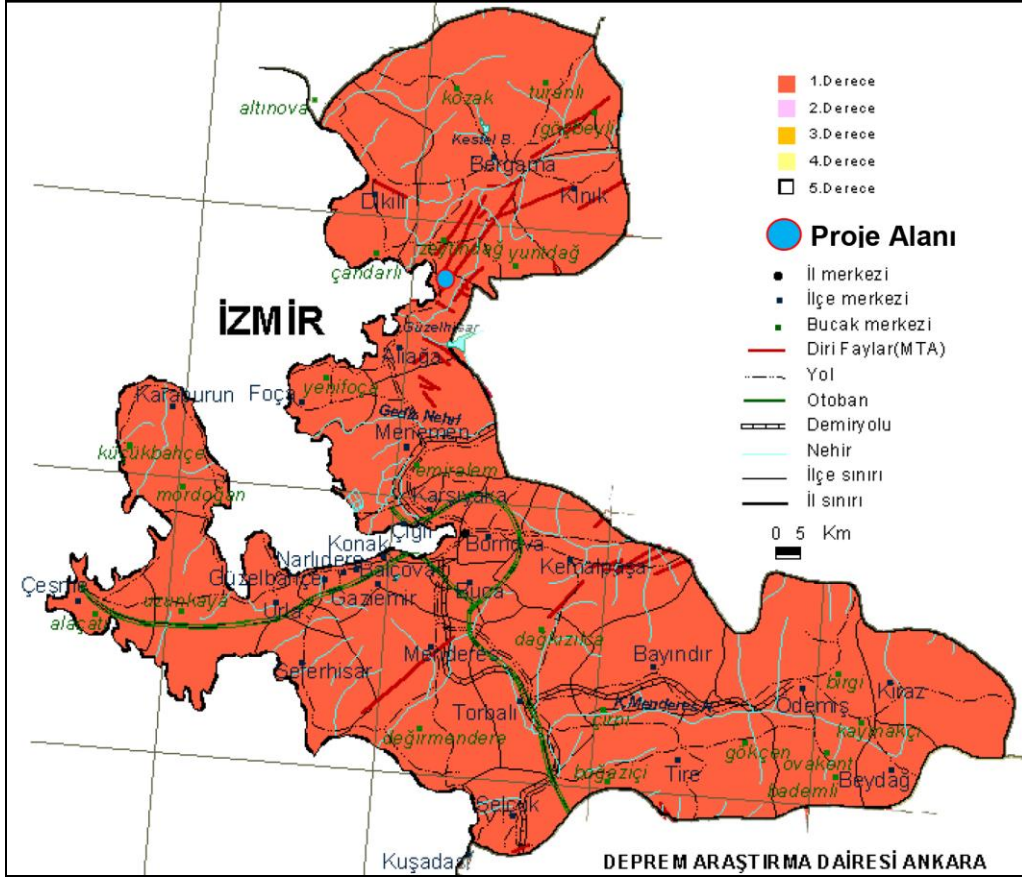 altınova
kozak
turanlı
göçbeyli
Kestel B.
Bergama
Dikili
Kınık
zeytindağ
yuntdağ
çandarlı
1.Derece
2.Derece
3.Derece
4.Derece
5.Derece
Proje Alanı
İl merkezi
İlçe merkezi
Bucak merkezi
Diri Faylar(MTA)
Yol
Otoban
Demiryolu
Nehir
İlçe sınırı
İl sınırı
0 5 Km
İZMİR
Güzelhisar
Aliağa
Karaburun
Foça
yenifoça
Gediz Nehri
Menemen
küçükbahçe
emiralem
mordoğan
Karşıyaka
Çiğli
Konak
Bornova
Narlıdere
Balçova
Kemalpaşa
Güzelbahçe
Çeşme
uzunkaya
Gaziemir
Buca
alaçatı
Urla
dağkızılca
Seferhisar
Menderes
Bayındır
birgi
Kiraz
Torbalı
çırpı
K.Menderes N.
Ödemiş
değirmendere
kaymakçı
gökçen
ovakent
boğaziçi
Tire
bademli
Beydağ
Selçuk
Kuşadası
DEPREM ARAŞTIRMA DAİRESİ ANKARA